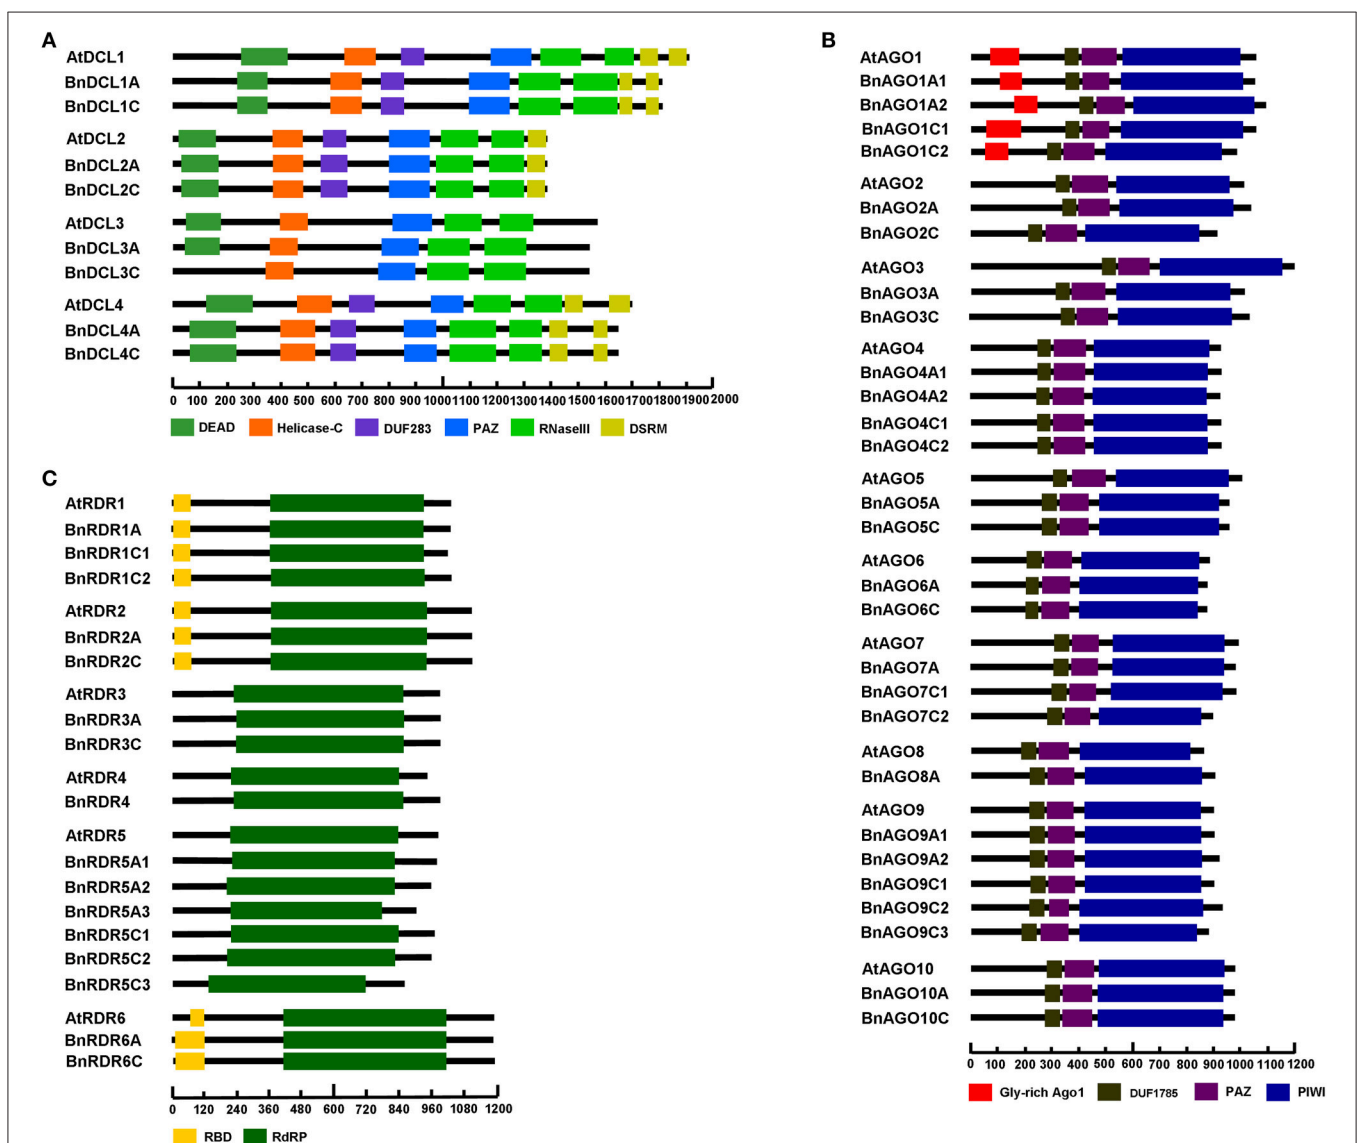 A
AtDCL1
BnDCL1A
BnDCL1C
AtDCL2
BnDCL2A
BnDCL2C
AtDCL3
BnDCL3A
BnDCL3C
AtDCL4
BnDCL4A
BnDCL4C
0 100 200 300 400 500 600 700 800 900 1000 1100 1200 1300 1400 1500 1600 1700 1800 1900 2000
DEAD Helicase-C DUF283 PAZ RNaseIII DSRM
B
AtAGO1
BnAGO1A1
BnAGO1A2
BnAGO1C1
BnAGO1C2
AtAGO2
BnAGO2A
BnAGO2C
AtAGO3
BnAGO3A
BnAGO3C
AtAGO4
BnAGO4A1
BnAGO4A2
BnAGO4C1
BnAGO4C2
AtAGO5
BnAGO5A
BnAGO5C
AtAGO6
BnAGO6A
BnAGO6C
AtAGO7
BnAGO7A
BnAGO7C1
BnAGO7C2
AtAGO8
BnAGO8A
AtAGO9
BnAGO9A1
BnAGO9A2
BnAGO9C1
BnAGO9C2
BnAGO9C3
AtAGO10
BnAGO10A
BnAGO10C
0 100 200 300 400 500 600 700 800 900 1000 1100 1200
Gly-rich Ago1 DUF1785 PAZ PIWI
C
AtRDR1
BnRDR1A
BnRDR1C1
BnRDR1C2
AtRDR2
BnRDR2A
BnRDR2C
AtRDR3
BnRDR3A
BnRDR3C
AtRDR4
BnRDR4
AtRDR5
BnRDR5A1
BnRDR5A2
BnRDR5A3
BnRDR5C1
BnRDR5C2
BnRDR5C3
AtRDR6
BnRDR6A
BnRDR6C
0 120 240 360 480 600 720 840 960 1080 1200
RBD RdRP